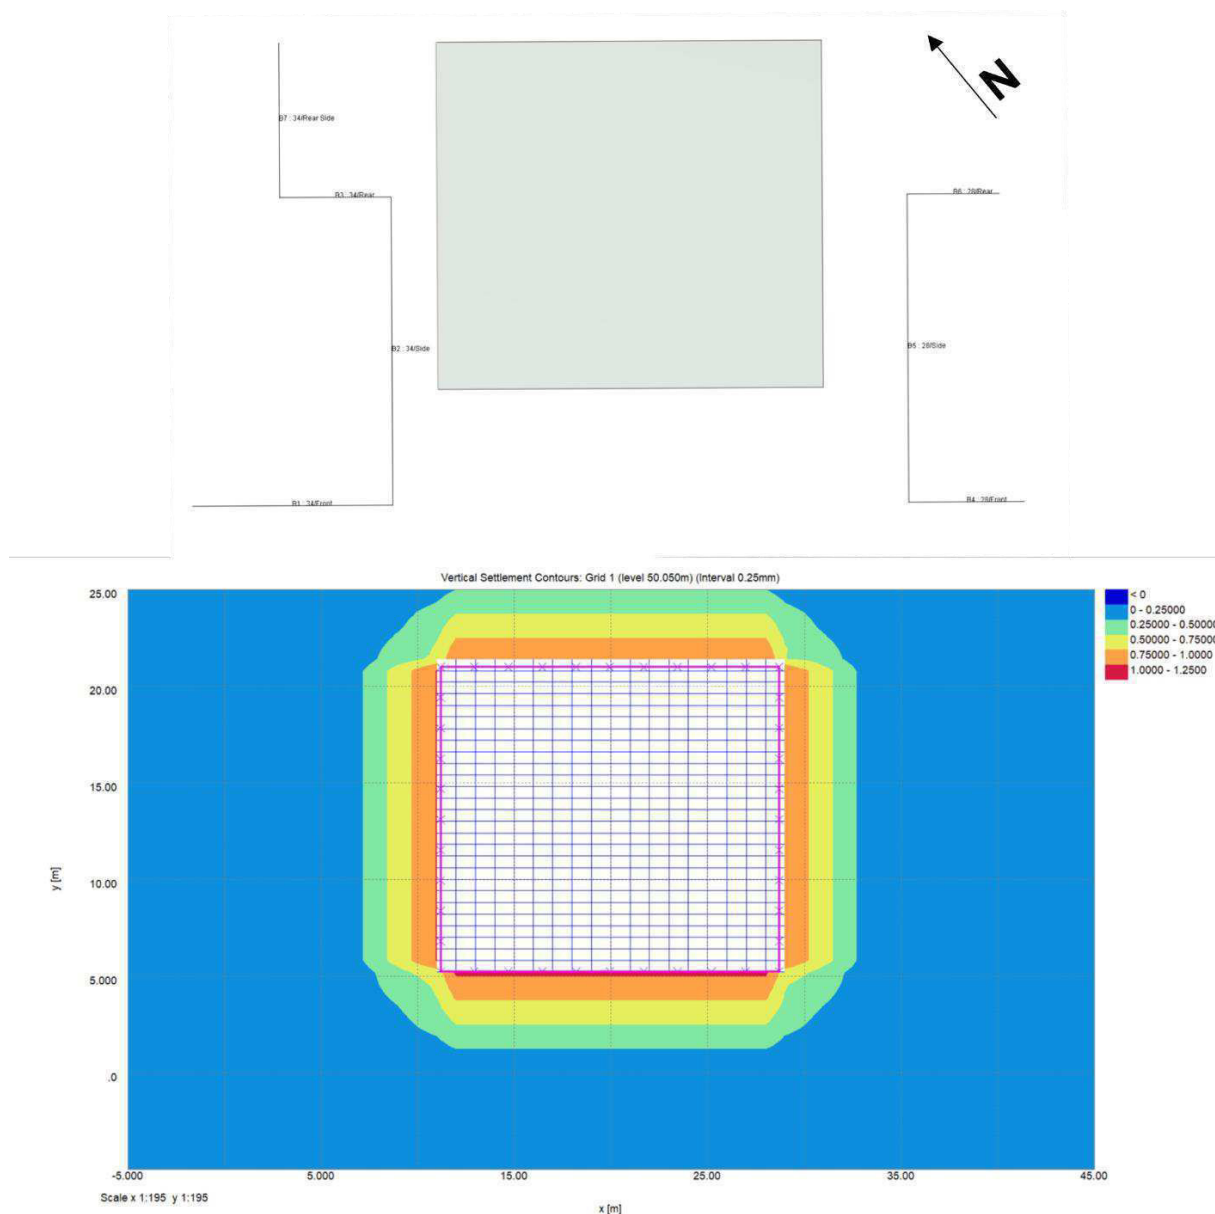 N
B7 : 34/Rear Side
B3 : 34/Rear
B6 : 28/Rear
B2 : 34/Side
B5 : 28/Side
B1 : 34/Front
B4 : 28/Front
Vertical Settlement Contours: Grid 1 (level 50.050m) (Interval 0.25mm)
< 0
0 - 0.25000
0.25000 - 0.50000
0.50000 - 0.75000
0.75000 - 1.0000
1.0000 - 1.2500
25.00
20.00
15.00
10.00
5.000
.0
y [m]
-5.000 5.000 15.00 25.00 35.00 45.00
Scale x 1:195 y 1:195
x [m]